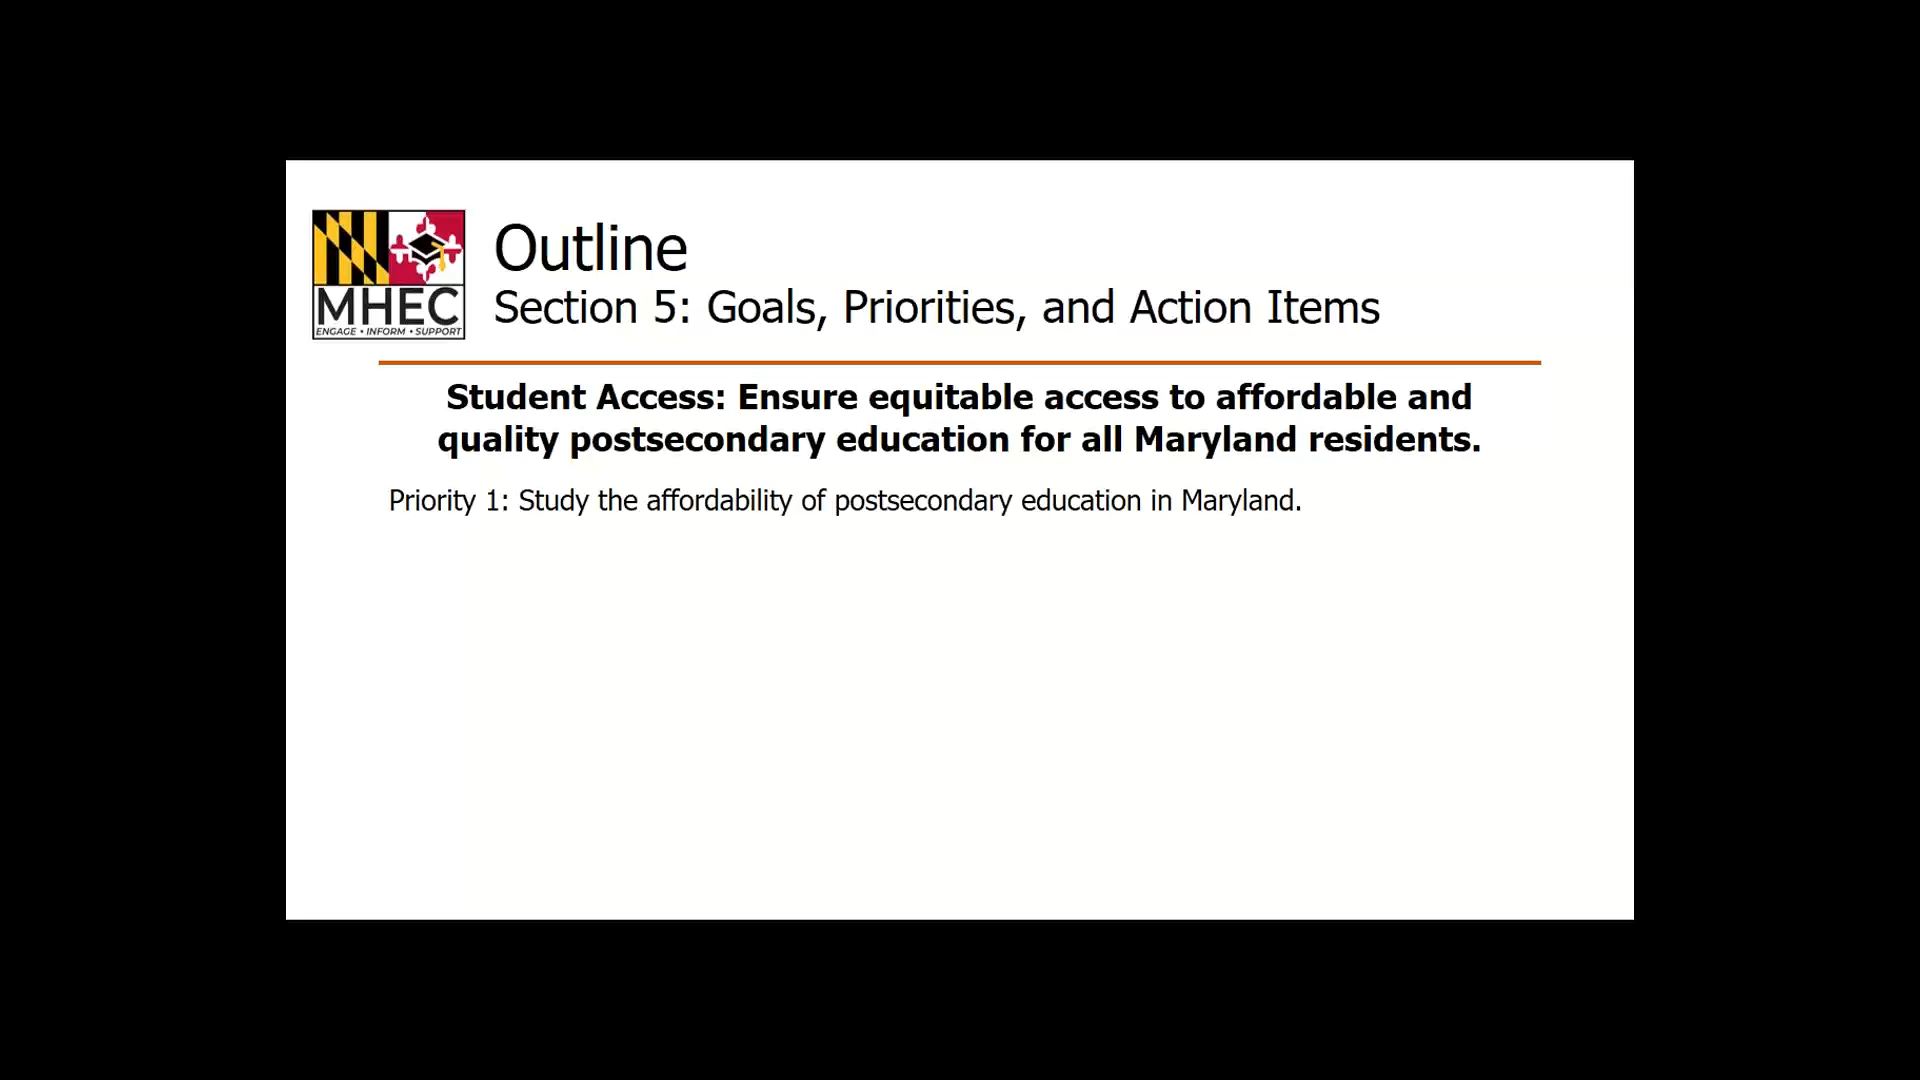 MHEC
ENGAGE • INFORM • SUPPORT
Outline
Section 5: Goals, Priorities, and Action Items
Student Access: Ensure equitable access to affordable and
quality postsecondary education for all Maryland residents.
Priority 1: Study the affordability of postsecondary education in Maryland.